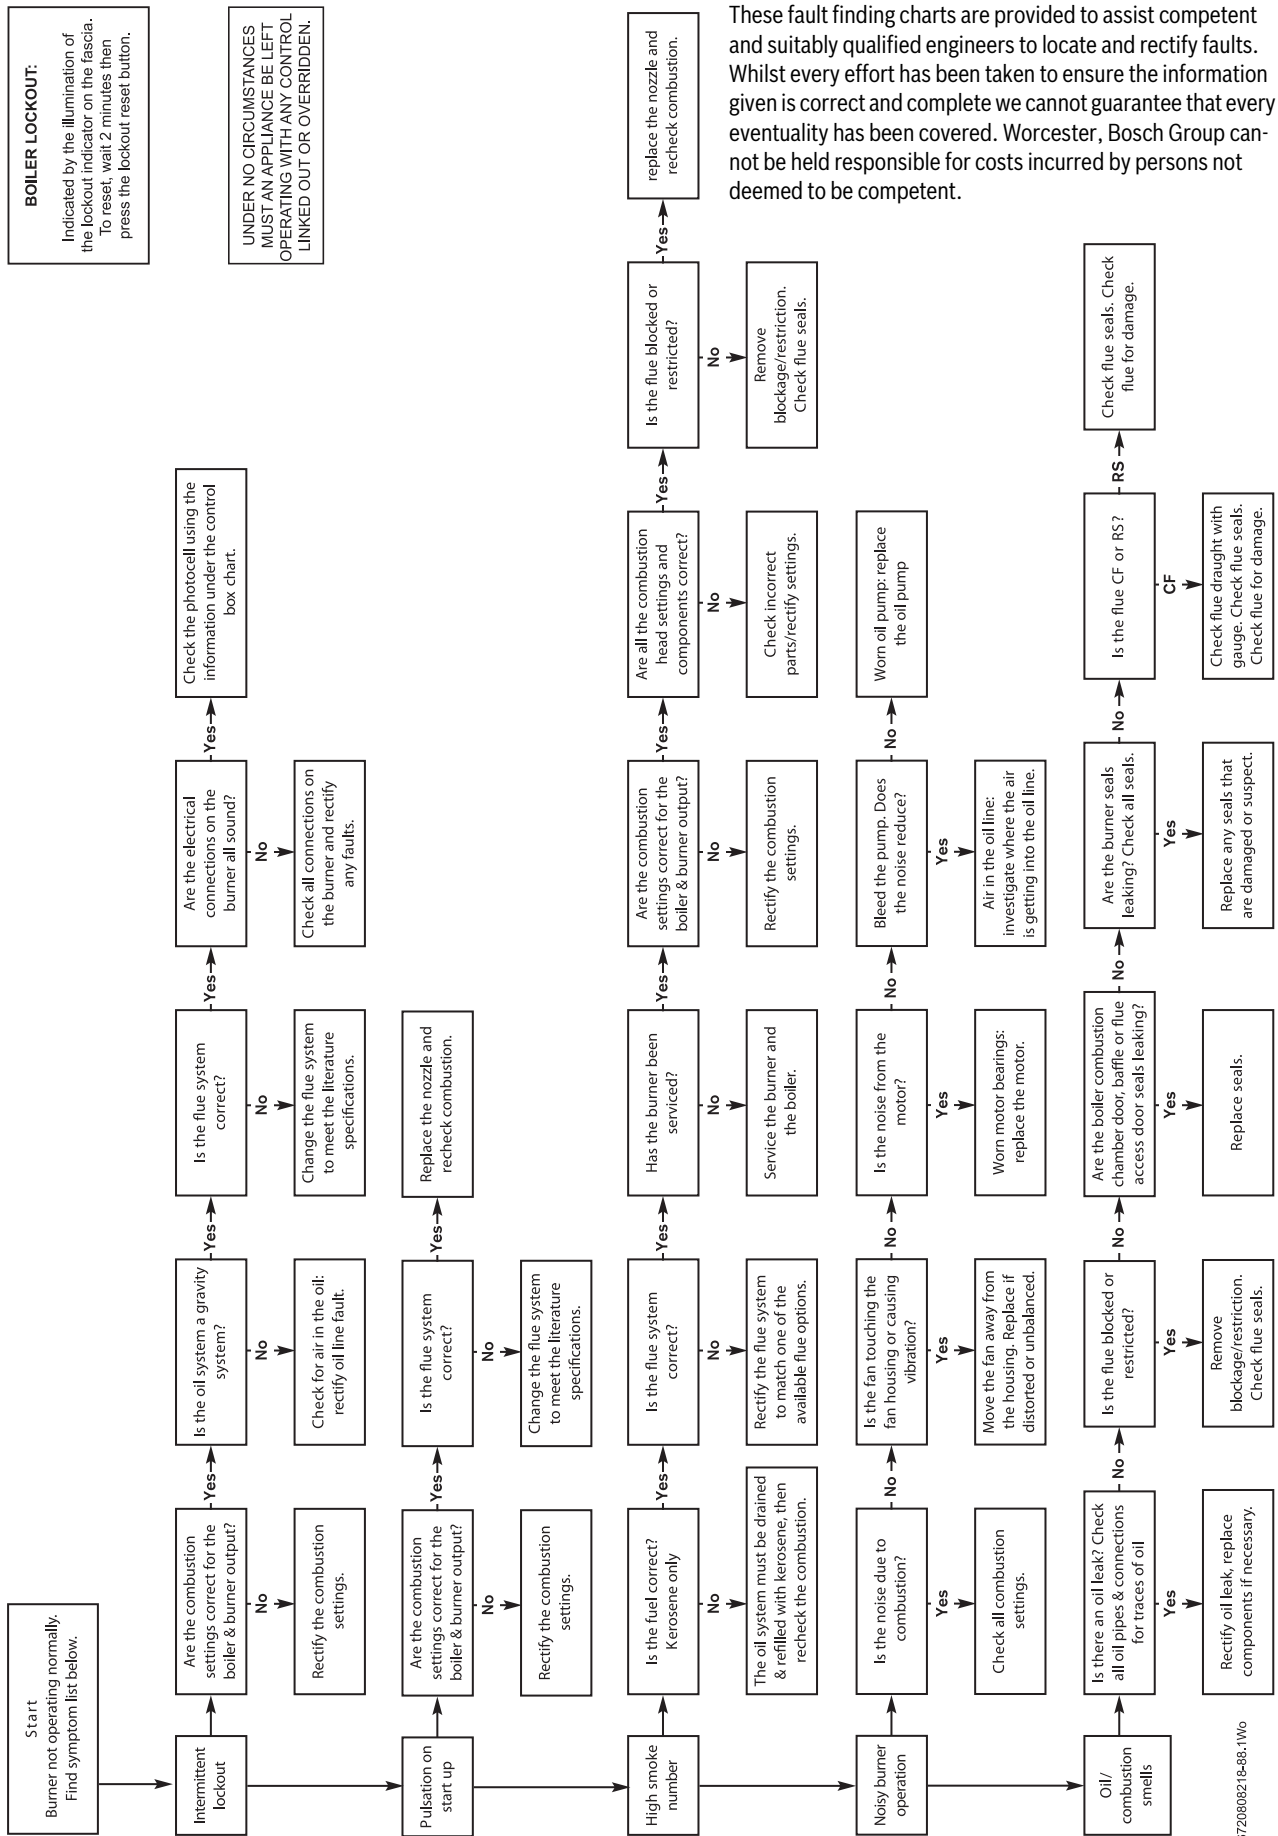 These fault finding charts are provided to assist competent
and suitably qualified engineers to locate and rectify faults.
Whilst every effort has been taken to ensure the information
given is correct and complete we cannot guarantee that every
eventuality has been covered. Worcester, Bosch Group can-
not be held responsible for costs incurred by persons not
deemed to be competent.
Start
Burner not operating normally.
Find symptom list below.
BOILER LOCKOUT:
Indicated by the illumination of
the lockout indicator on the fascia.
To reset, wait 2 minutes then
press the lockout reset button.
UNDER NO CIRCUMSTANCES
MUST AN APPLIANCE BE LEFT
OPERATING WITH ANY CONTROL
LINKED OUT OR OVERRIDDEN.
Intermittent
lockout
Are the combustion
settings correct for the
boiler & burner output?
Yes
Is the oil system a gravity
system?
Yes
Is the flue system
correct?
Yes
Are the electrical
connections on the
burner all sound?
Yes
Check the photocell using the
information under the control
box chart.
No
Rectify the combustion
settings.
No
Check for air in the oil:
rectify oil line fault.
No
Change the flue system
to meet the literature
specifications.
No
Check all connections on
the burner and rectify
any faults.
Pulsation on
start up
Are the combustion
settings correct for the
boiler & burner output?
Yes
Is the flue system
correct?
Yes
Replace the nozzle and
recheck combustion.
No
Rectify the combustion
settings.
No
Change the flue system
to meet the literature
specifications.
High smoke
number
Is the fuel correct?
Kerosene only
Yes
Is the flue system
correct?
Yes
Has the burner been
serviced?
Yes
Are the combustion
settings correct for the
boiler & burner output?
Yes
Are all the combustion
head settings and
components correct?
Yes
Is the flue blocked or
restricted?
Yes
replace the nozzle and
recheck combustion.
No
The oil system must be drained
& refilled with kerosene, then
recheck the combustion.
No
Rectify the flue system
to match one of the
available flue options.
No
Service the burner and
the boiler.
No
Rectify the combustion
settings.
No
Check incorrect
parts/rectify settings.
No
Remove
blockage/restriction.
Check flue seals.
Noisy burner
operation
Is the noise due to
combustion?
No
Is the fan touching the
fan housing or causing
vibration?
No
Is the noise from the
motor?
No
Bleed the pump. Does
the noise reduce?
No
Worn oil pump: replace
the oil pump
Yes
Check all combustion
settings.
Yes
Move the fan away from
the housing. Replace if
distorted or unbalanced.
Yes
Worn motor bearings:
replace the motor.
Yes
Air in the oil line:
investigate where the air
is getting into the oil line.
Oil/
combustion
smells
Is there an oil leak? Check
all oil pipes & connections
for traces of oil
No
Is the flue blocked or
restricted?
No
Are the boiler combustion
chamber door, baffle or flue
access door seals leaking?
No
Are the burner seals
leaking? Check all seals.
No
Is the flue CF or RS?
RS
Check flue seals. Check
flue for damage.
Yes
Rectify oil leak, replace
components if necessary.
Yes
Remove
blockage/restriction.
Check flue seals.
Yes
Replace seals.
Yes
Replace any seals that
are damaged or suspect.
CF
Check flue draught with
gauge. Check flue seals.
Check flue for damage.
6720808218-88.1Wo